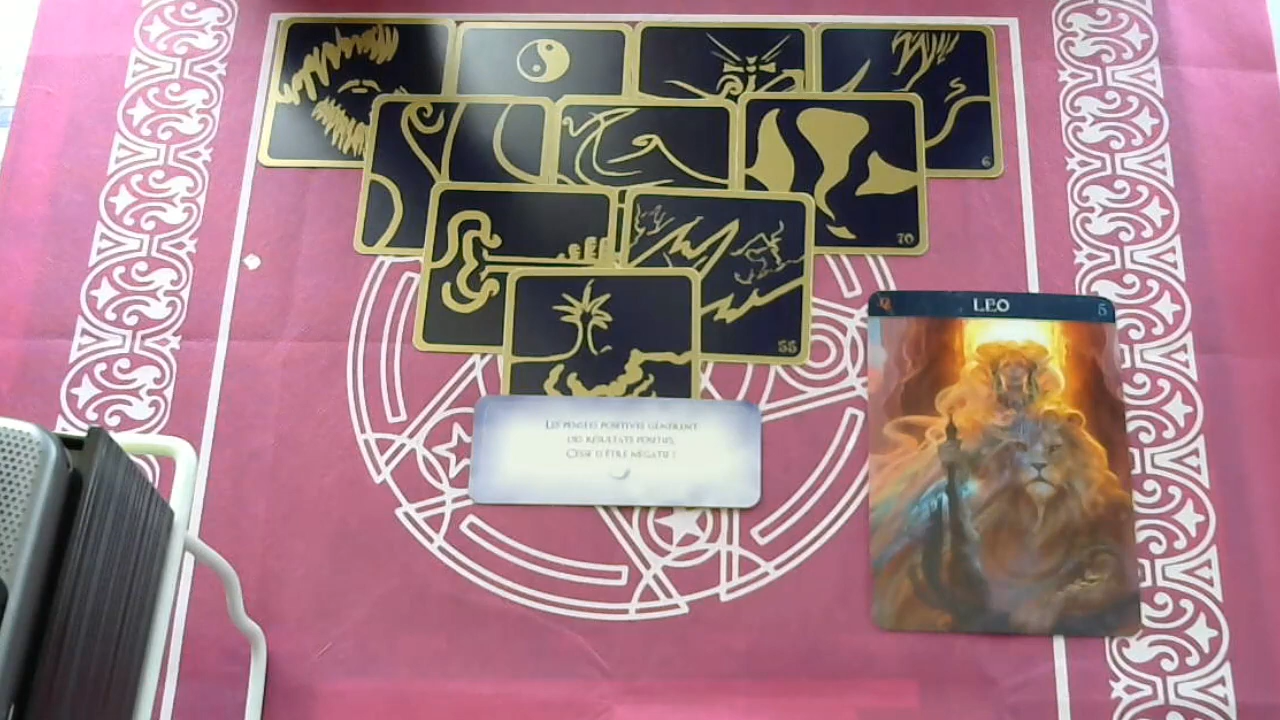 6
70
55
LEO
5
LES PENSÉES POSITIVES GÉNÈRENT
DES RÉSULTATS POSITIFS,
CESSE D'ÊTRE NÉGATIF !